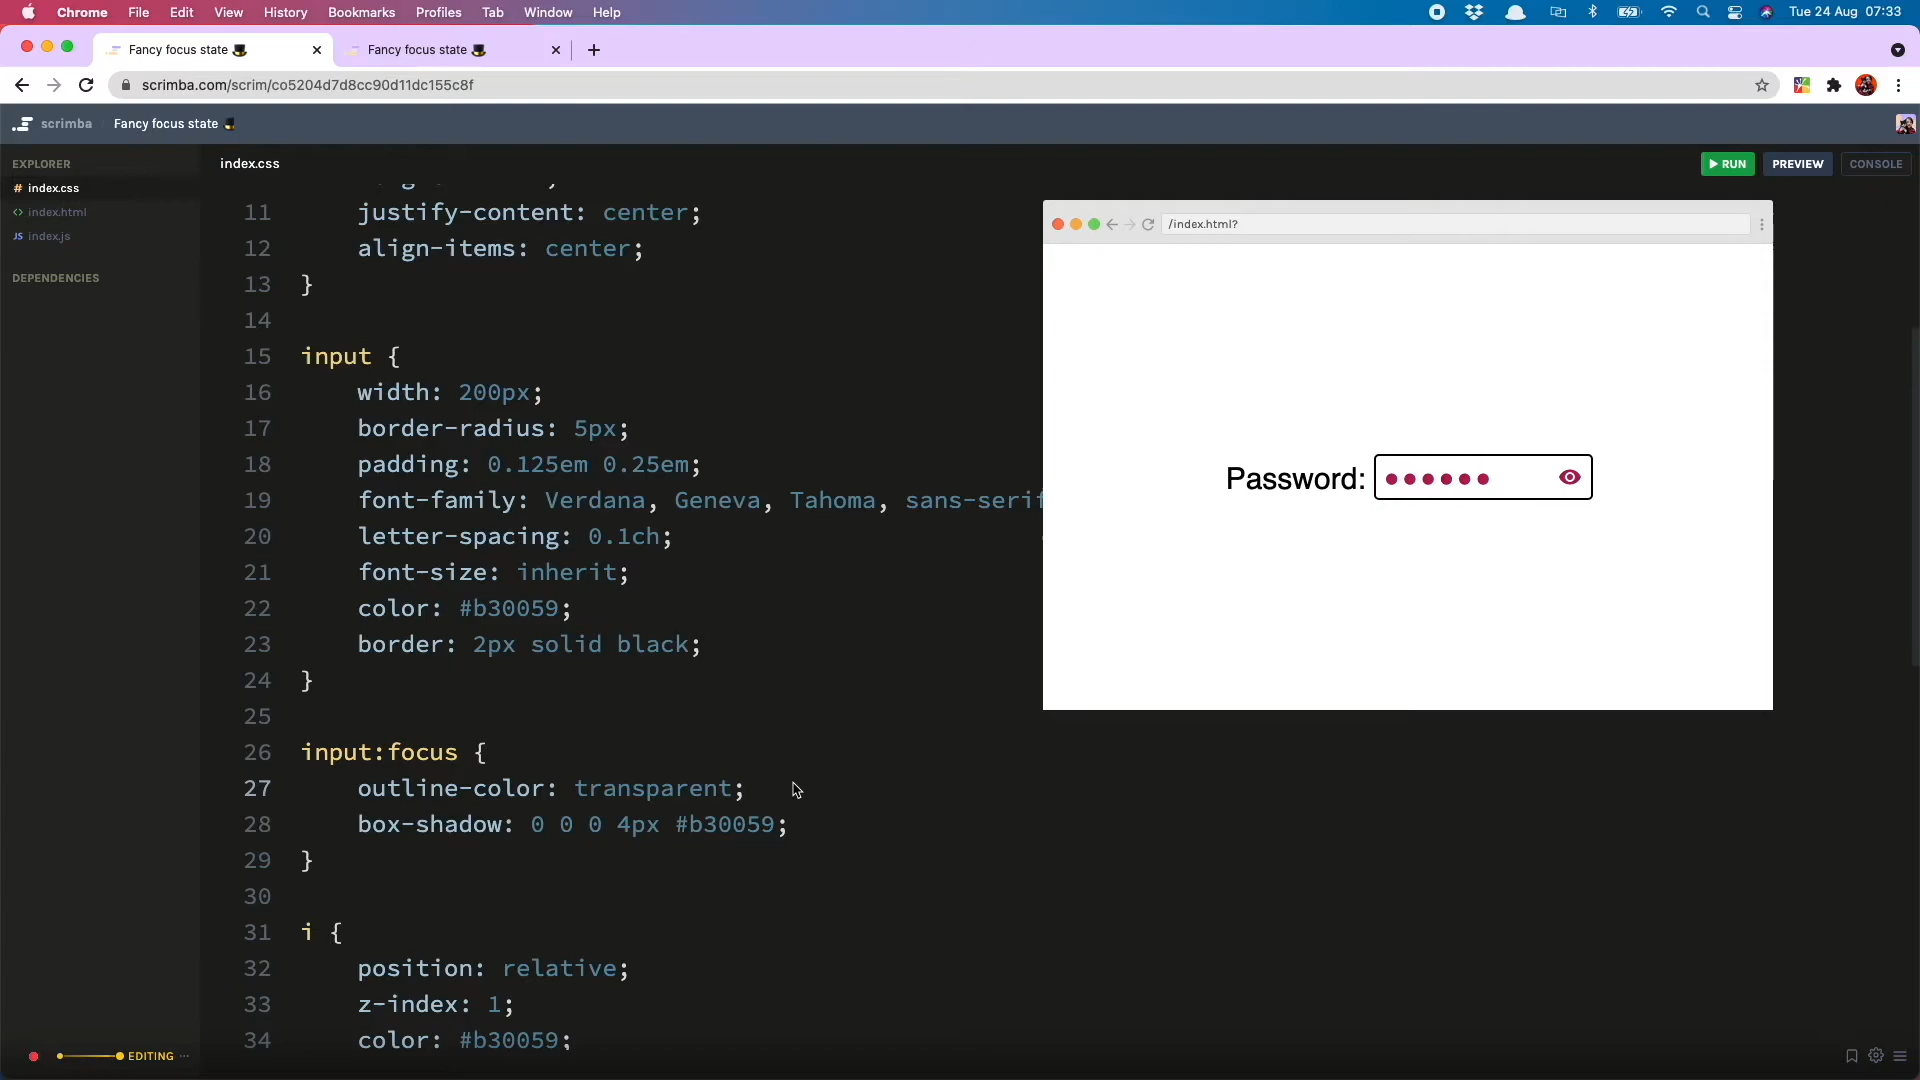 Chrome File Edit View History Bookmarks Profiles Tab Window Help Tue 24 Aug 07:33
Fancy focus state Fancy focus state
scrimba.com/scrim/co5204d7d8cc90d11dc155c8f
scrimba Fancy focus state
EXPLORER
# index.css
<> index.html
JS index.js
DEPENDENCIES
index.css
RUN PREVIEW CONSOLE
11 justify-content: center;
12 align-items: center;
13 }
14
15 input {
16 width: 200px;
17 border-radius: 5px;
18 padding: 0.125em 0.25em;
19 font-family: Verdana, Geneva, Tahoma, sans-serif
20 letter-spacing: 0.1ch;
21 font-size: inherit;
22 color: #b30059;
23 border: 2px solid black;
24 }
25
26 input:focus {
27 outline-color: transparent;
28 box-shadow: 0 0 0 4px #b30059;
29 }
30
31 i {
32 position: relative;
33 z-index: 1;
34 color: #b30059;
/index.html?
Password:
EDITING ...